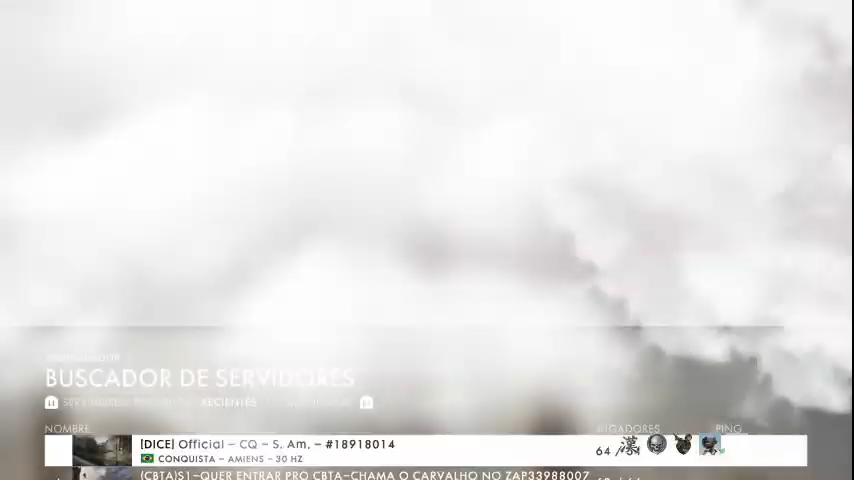 BUSCADOR DE SERVIDORES
RECIENTES
NOMBRE JUGADORES PING
[DICE] Official – CQ – S. Am. – #18918014
CONQUISTA – AMIENS – 30 HZ
64
(CBTA)S1–QUER ENTRAR PRO CBTA–CHAMA O CARVALHO NO ZAP33988007